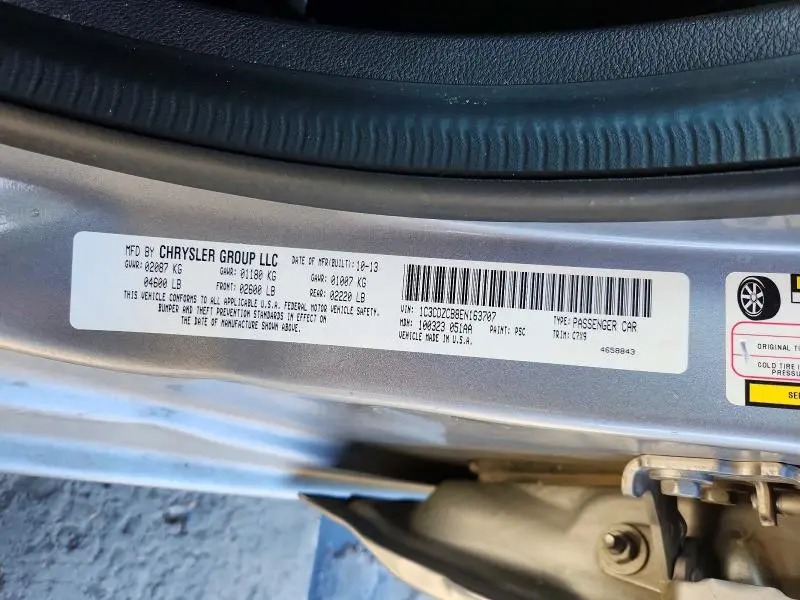 MFD BY CHRYSLER GROUP LLC DATE OF MFR(BUILT): 10-13
GVWR: 02087 KG GAWR: 01180 KG GAWR: 01007 KG
04600 LB FRONT: 02600 LB REAR: 02220 LB
THIS VEHICLE CONFORMS TO ALL APPLICABLE U.S.A. FEDERAL MOTOR VEHICLE SAFETY,
BUMPER AND THEFT PREVENTION STANDARDS IN EFFECT ON
THE DATE OF MANUFACTURE SHOWN ABOVE.
VIN: 1C3CDZCB8EN163707 TYPE: PASSENGER CAR
MDH: 100323 051AA PAINT: PSC TRIM: C7X9
VEHICLE MADE IN U.S.A. 4658843
ORIGINAL
COLD TIRE